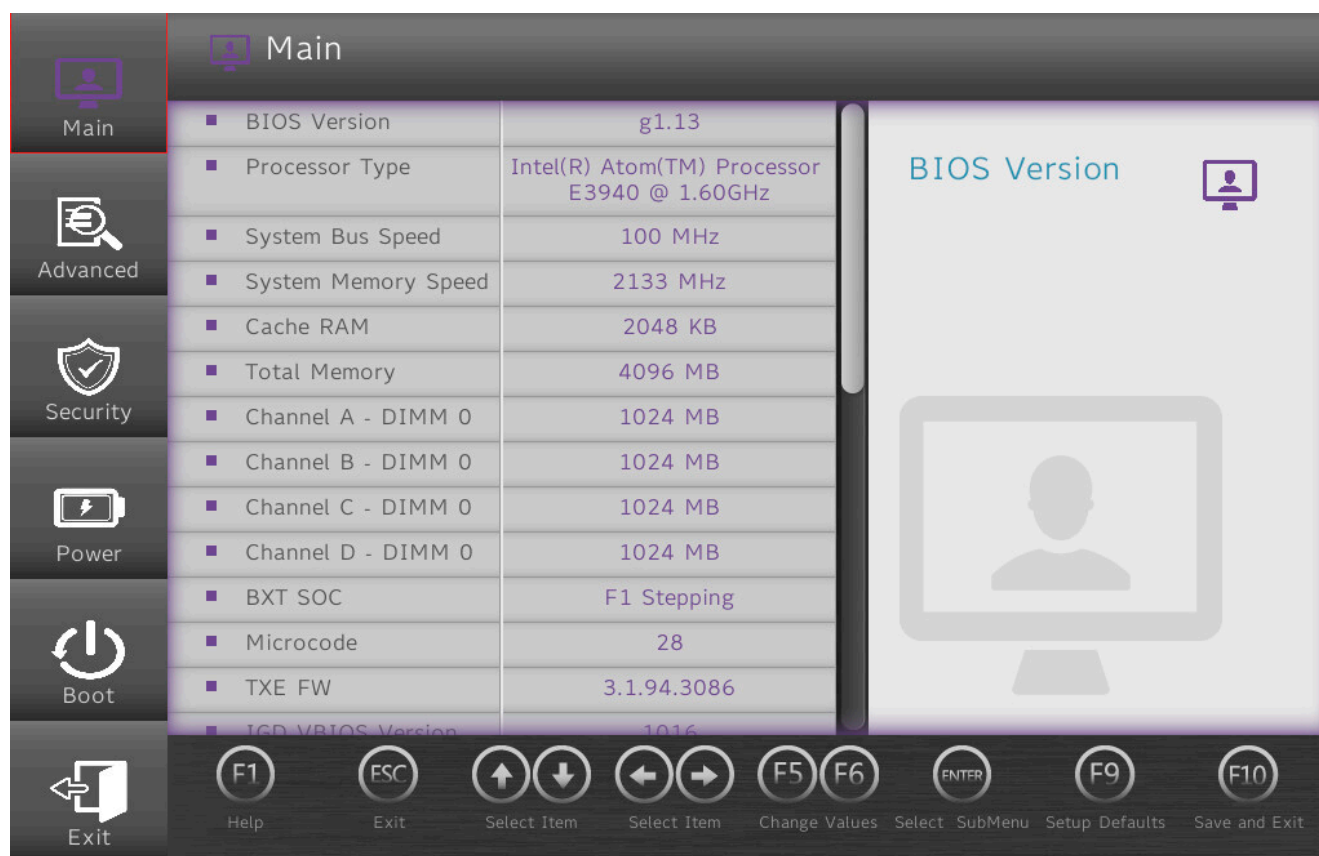 Main
Main
BIOS Version g1.13
Processor Type Intel(R) Atom(TM) Processor
E3940 @ 1.60GHz
System Bus Speed 100 MHz
System Memory Speed 2133 MHz
Cache RAM 2048 KB
Total Memory 4096 MB
Channel A - DIMM 0 1024 MB
Channel B - DIMM 0 1024 MB
Channel C - DIMM 0 1024 MB
Channel D - DIMM 0 1024 MB
BXT SOC F1 Stepping
Microcode 28
TXE FW 3.1.94.3086
IGD VBIOS Version 1016
BIOS Version
Advanced
Security
Power
Boot
Exit
F1 ESC F5 F6 ENTER F9 F10
Help Exit Select Item Select Item Change Values Select SubMenu Setup Defaults Save and Exit